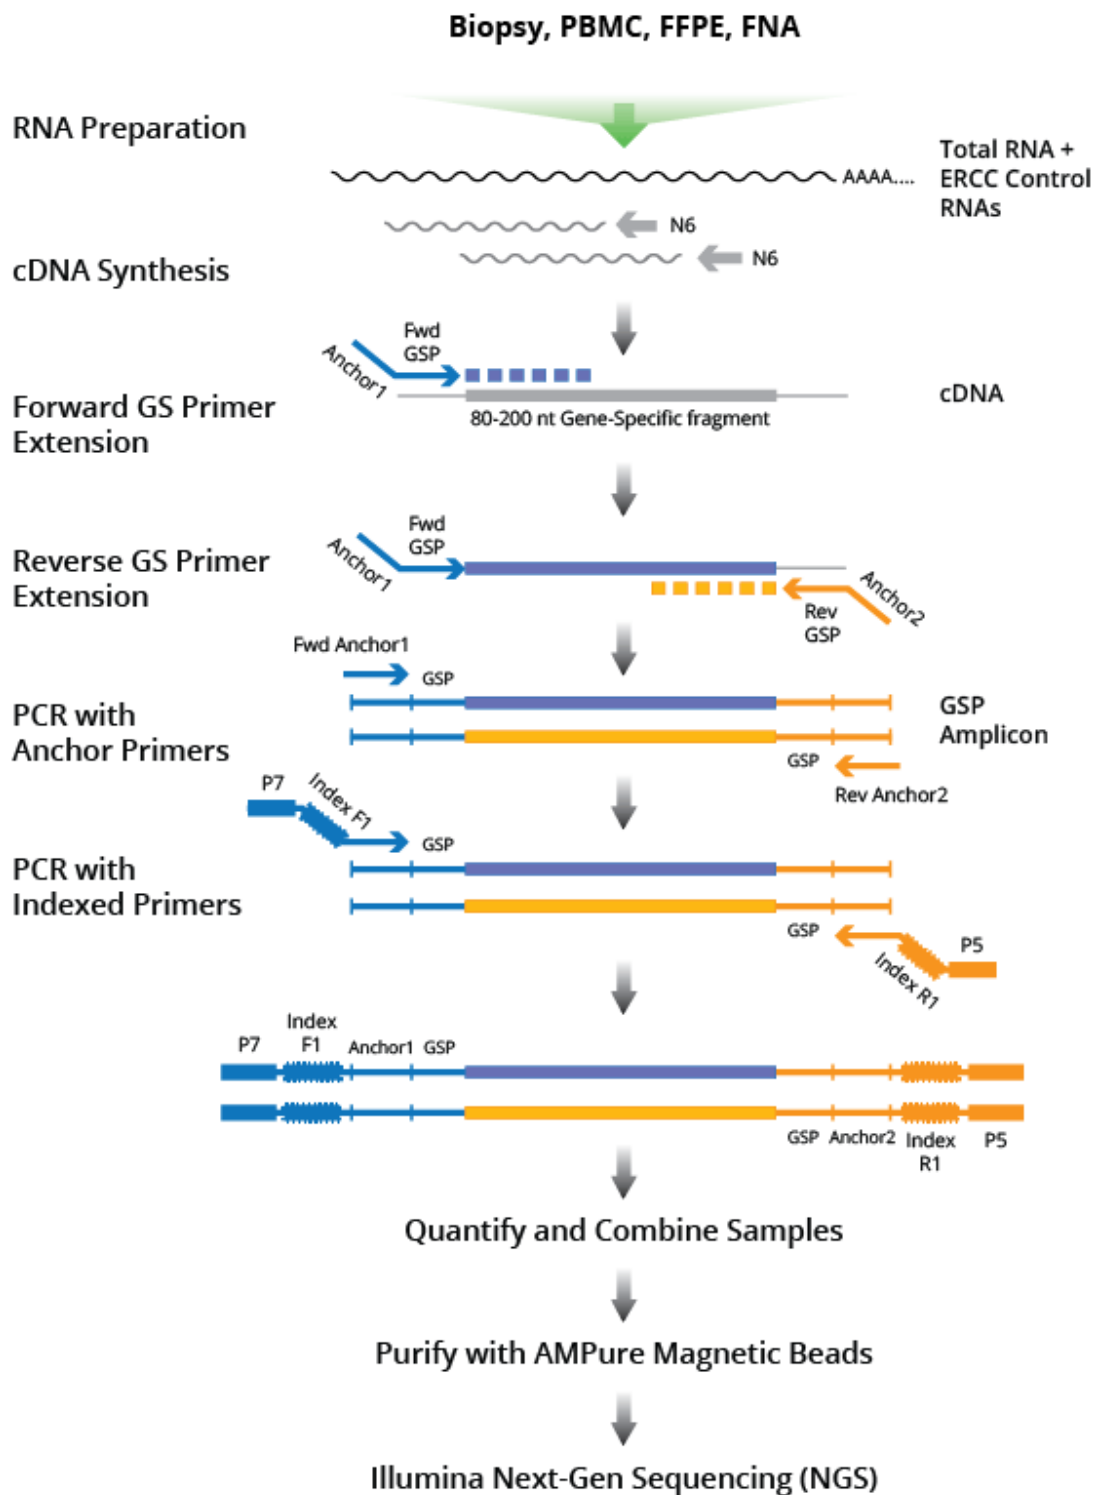 Biopsy, PBMC, FFPE, FNA
RNA Preparation
Total RNA +
ERCC Control
RNAs
AAAA....
N6
N6
cDNA Synthesis
Fwd
GSP
Anchor1
cDNA
80-200 nt Gene-Specific fragment
Forward GS Primer
Extension
Fwd
GSP
Anchor1
Reverse GS Primer
Extension
Anchor2
Rev
GSP
Fwd Anchor1
GSP
PCR with
Anchor Primers
GSP
Amplicon
GSP
Rev Anchor2
P7
Index F1
GSP
PCR with
Indexed Primers
GSP
P5
Index R1
Index
F1
P7
Anchor1
GSP
GSP
Anchor2
Index
R1
P5
Quantify and Combine Samples
Purify with AMPure Magnetic Beads
Illumina Next-Gen Sequencing (NGS)